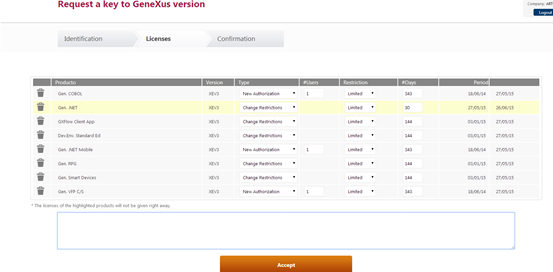 Request a key to GeneXus version
Company: ART
Logout
Identification Licenses Confirmation
Producto Version Type #Users Restriction #Days Period
Gen. COBOL XEV3 New Authorization 1 Limited 343 18/06/14 27/05/15
Gen. .NET XEV3 Change Restrictions Limited 30 27/05/15 26/06/15
GXFlow Client App XEV3 Change Restrictions Limited 144 03/01/15 27/05/15
Dev.Env. Standard Ed XEV3 Change Restrictions Limited 144 03/01/15 27/05/15
Gen. .NET Mobile XEV3 New Authorization 1 Limited 343 18/06/14 27/05/15
Gen. RPG XEV3 Change Restrictions Limited 144 03/01/15 27/05/15
Gen. Smart Devices XEV3 Change Restrictions Limited 144 03/01/15 27/05/15
Gen. VFP C/S XEV3 New Authorization 1 Limited 343 18/06/14 27/05/15
* The licences of the highlighted products will not be given right away.
Accept